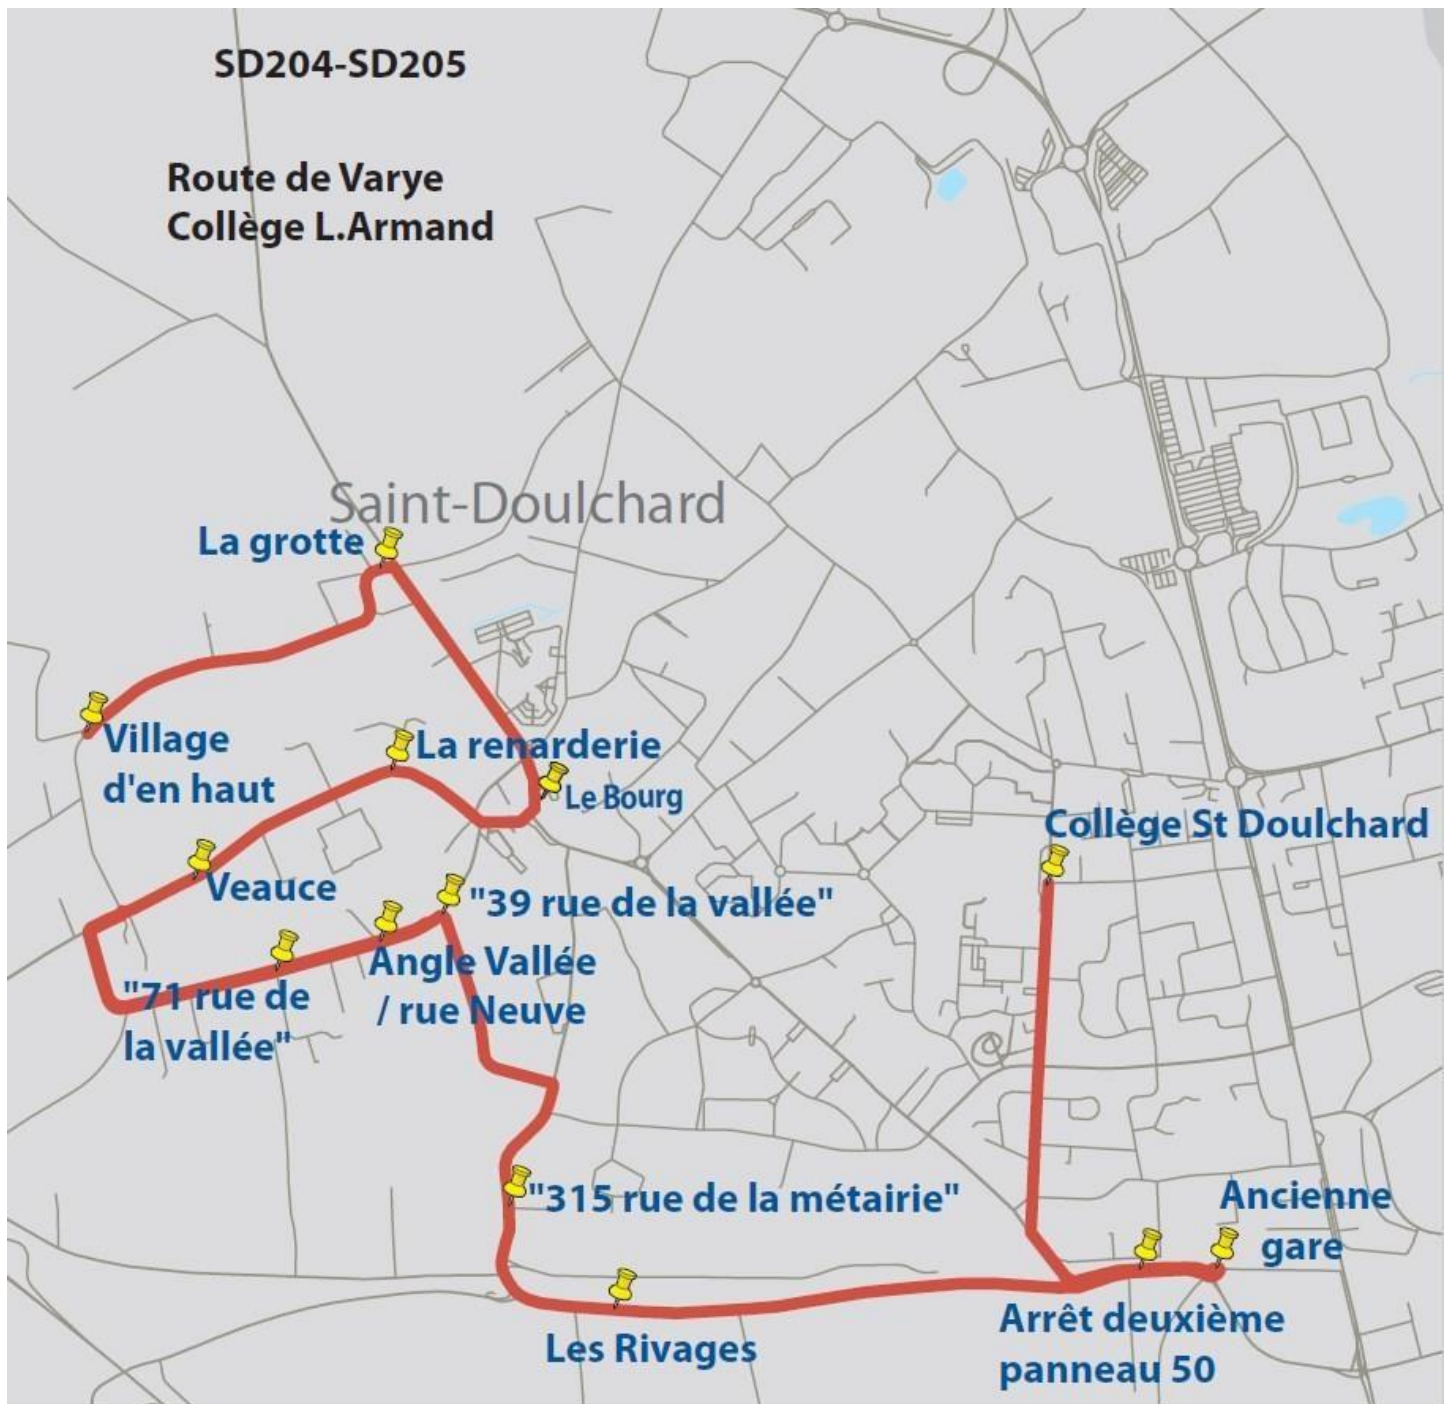 SD204-SD205
Route de Varye
Collège L.Armand
Saint-Doulchard
La grotte
Village
d'en haut
La renarderie
Le Bourg
Collège St Doulchard
Veauce
"39 rue de la vallée"
Angle Vallée
/ rue Neuve
"71 rue de
la vallée"
"315 rue de la métairie"
Ancienne
gare
Les Rivages
Arrêt deuxième
panneau 50